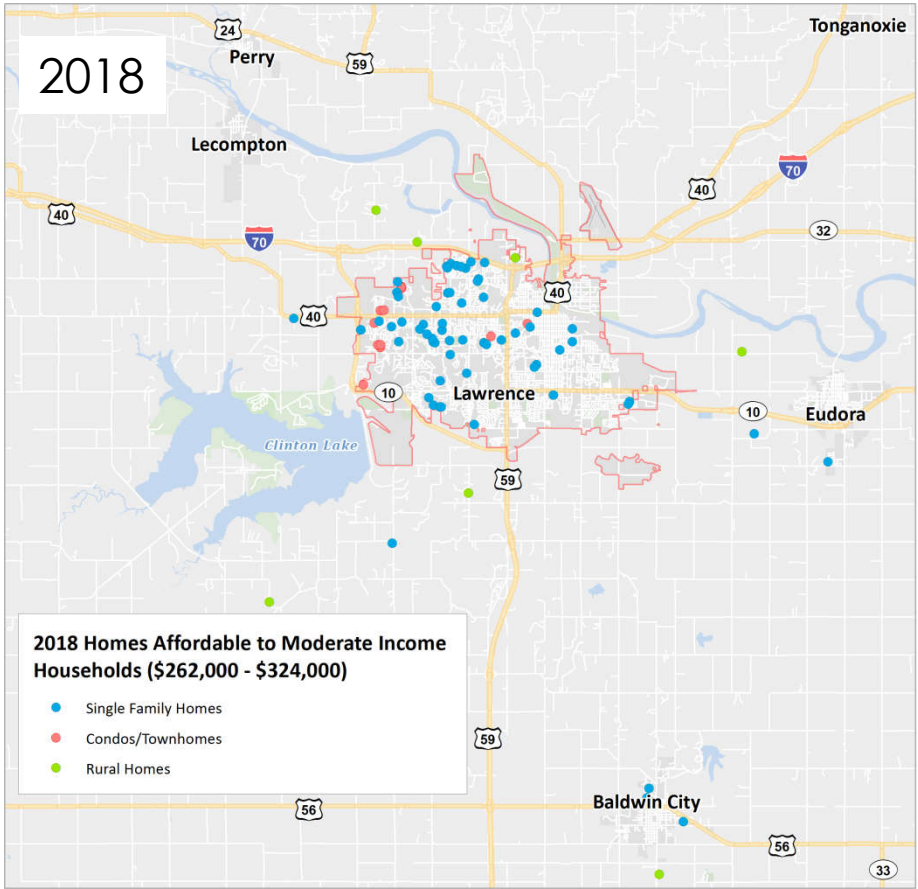 Tonganoxie
24
Perry
59
2018
Lecompton
70
40
40
32
70
40
40
Lawrence
10
10
Eudora
Clinton Lake
59
2018 Homes Affordable to Moderate Income
Households ($262,000 - $324,000)
Single Family Homes
Condos/Townhomes
Rural Homes
59
Baldwin City
56
56
33